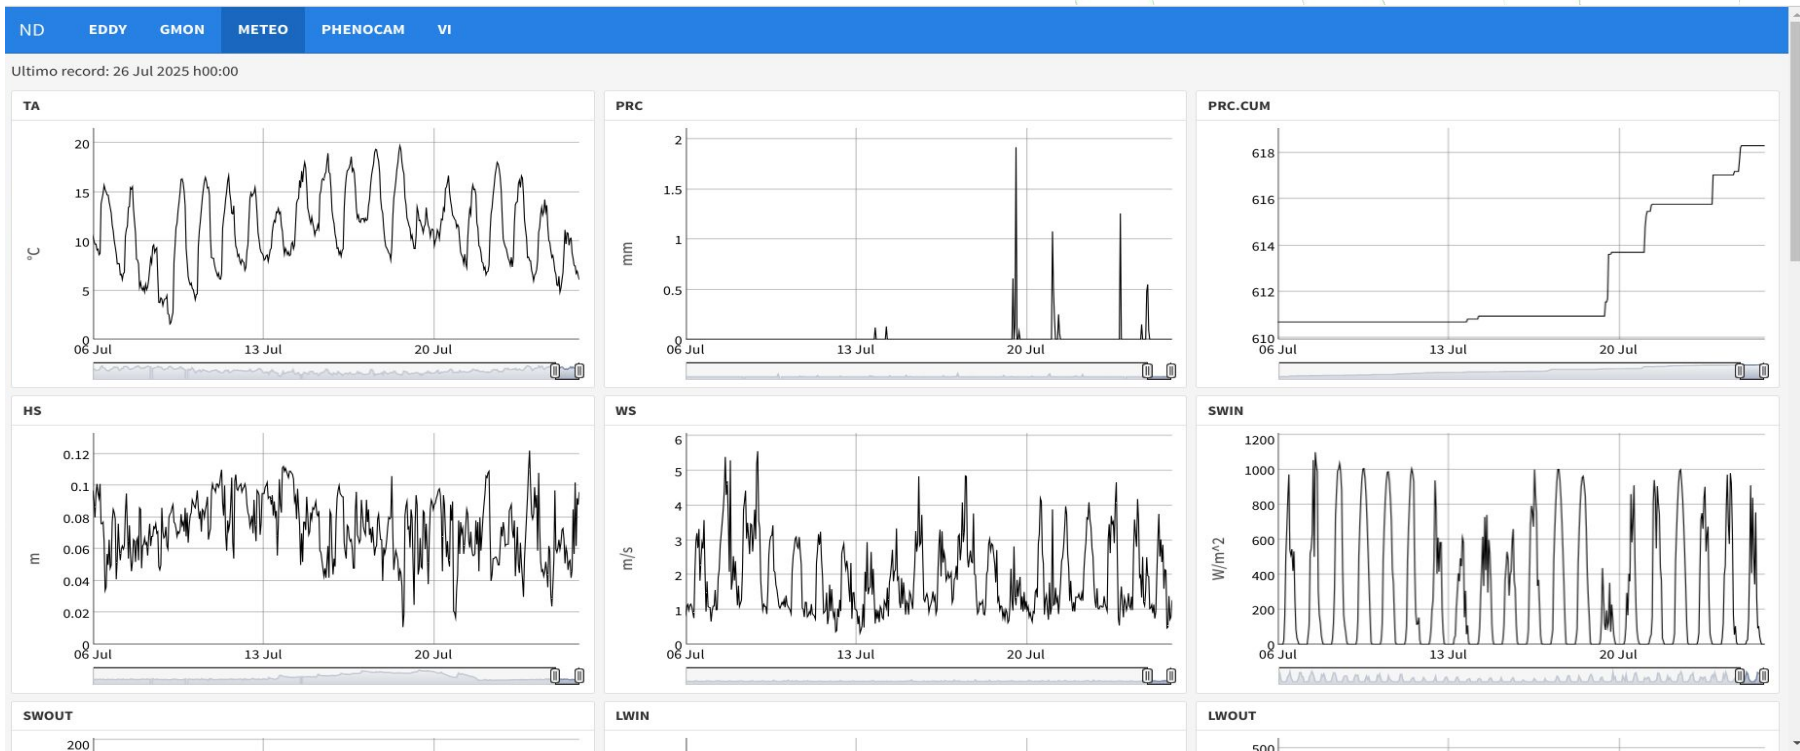 ND EDDY GMON METEO PHENOCAM VI
Ultimo record: 26 Jul 2025 h00:00
TA
20
15
10
5
0
°C
06 Jul 13 Jul 20 Jul
PRC
2
1.5
1
0.5
0
mm
06 Jul 13 Jul 20 Jul
PRC.CUM
618
616
614
612
610
06 Jul 13 Jul 20 Jul
HS
0.12
0.1
0.08
0.06
0.04
0.02
0
m
06 Jul 13 Jul 20 Jul
WS
6
5
4
3
2
1
0
m/s
06 Jul 13 Jul 20 Jul
SWIN
1200
1000
800
600
400
200
0
W/m^2
06 Jul 13 Jul 20 Jul
SWOUT
200
LWIN
LWOUT
500